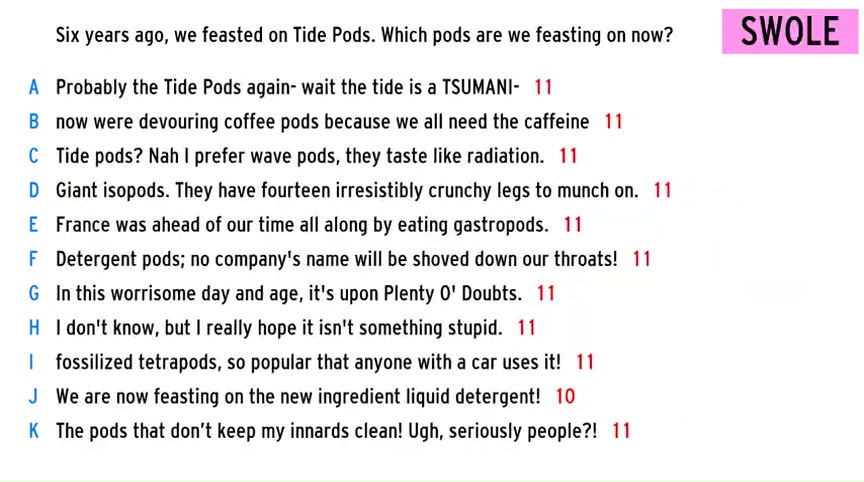 Six years ago, we feasted on Tide Pods. Which pods are we feasting on now?
SWOLE
A Probably the Tide Pods again- wait the tide is a TSUMANI- 11
B now were devouring coffee pods because we all need the caffeine 11
C Tide pods? Nah I prefer wave pods, they taste like radiation. 11
D Giant isopods. They have fourteen irresistibly crunchy legs to munch on. 11
E France was ahead of our time all along by eating gastropods. 11
F Detergent pods; no company's name will be shoved down our throats! 11
G In this worrisome day and age, it's upon Plenty O' Doubts. 11
H I don't know, but I really hope it isn't something stupid. 11
I fossilized tetrapods, so popular that anyone with a car uses it! 11
J We are now feasting on the new ingredient liquid detergent! 10
K The pods that don’t keep my innards clean! Ugh, seriously people?! 11